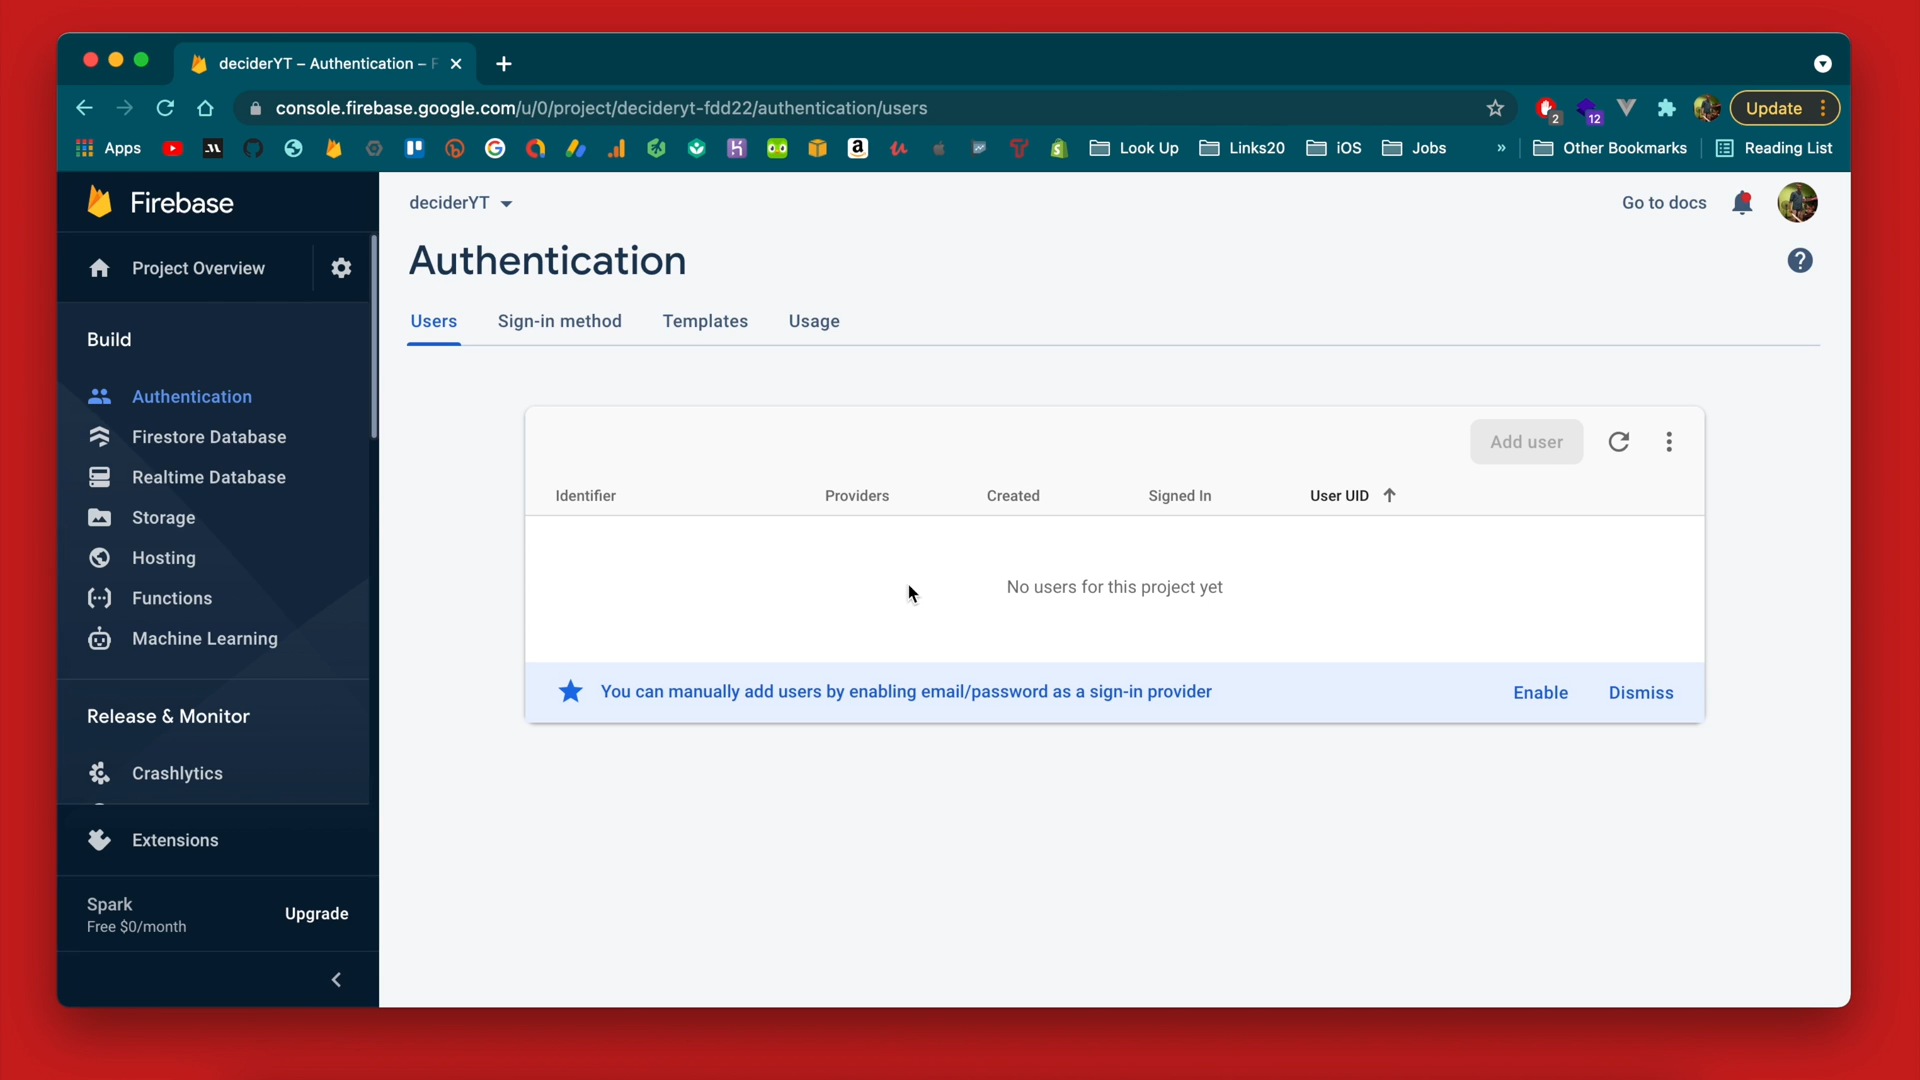 deciderYT – Authentication – F
console.firebase.google.com/u/0/project/decideryt-fdd22/authentication/users
2
12
Update
Apps
Look Up
Links20
iOS
Jobs
»
Other Bookmarks
Reading List
Firebase
deciderYT
Go to docs
Project Overview
Authentication
Users
Sign-in method
Templates
Usage
Build
Authentication
Firestore Database
Realtime Database
Storage
Hosting
Functions
Machine Learning
Release & Monitor
Crashlytics
Extensions
Spark
Free $0/month
Upgrade
Add user
Identifier
Providers
Created
Signed In
User UID
No users for this project yet
You can manually add users by enabling email/password as a sign-in provider
Enable
Dismiss